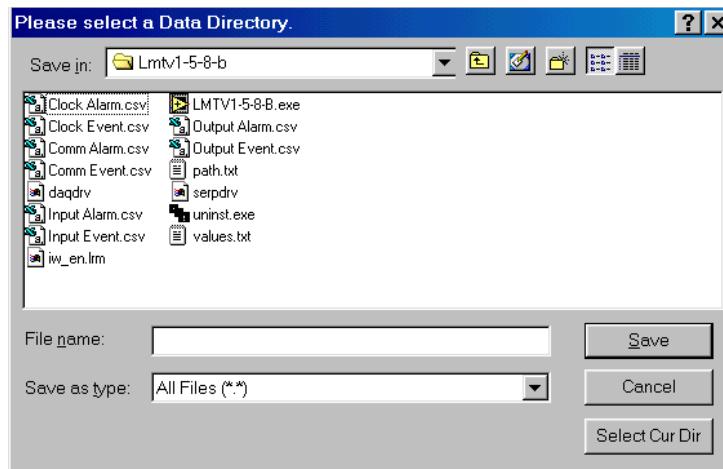 Please select a Data Directory.
Save in: Lmtv1-5-8-b
Clock Alarm.csv
Clock Event.csv
Comm Alarm.csv
Comm Event.csv
daqdrv
Input Alarm.csv
Input Event.csv
iw_en.lrm
LMTV1-5-8-B.exe
Output Alarm.csv
Output Event.csv
path.txt
serpdrv
uninst.exe
values.txt
File name:
Save
Save as type: All Files (*.*)
Cancel
Select Cur Dir